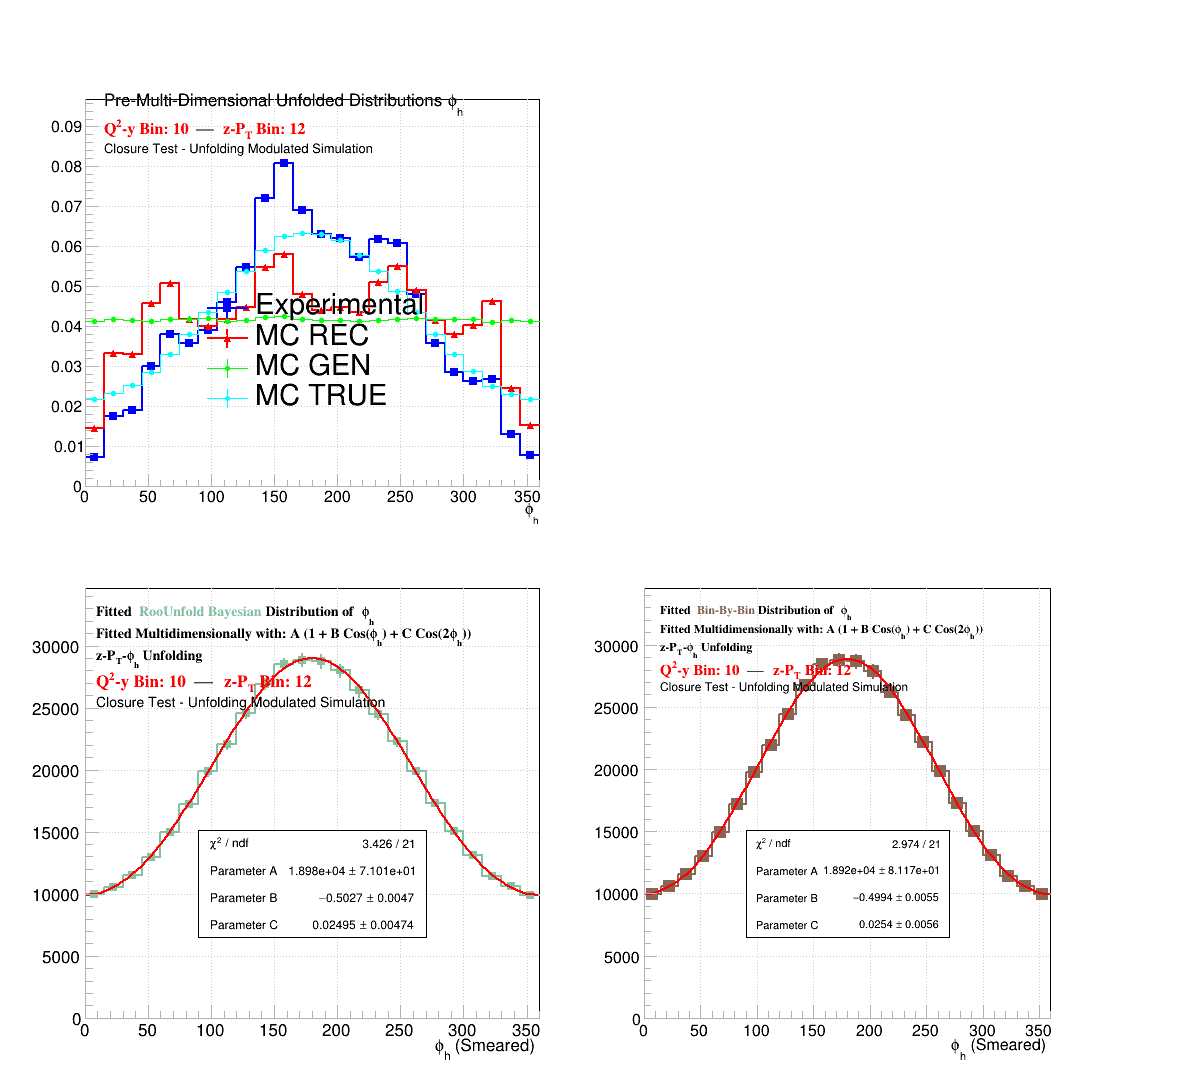 Pre-Multi-Dimensional Unfolded Distributions ϕh
Q²-y Bin: 10 — z-PT Bin: 12
Closure Test - Unfolding Modulated Simulation
0.09
0.08
0.07
0.06
0.05
0.04
0.03
0.02
0.01
0
Experimental
MC REC
MC GEN
MC TRUE
0 50 100 150 200 250 300 350
ϕh
Fitted RooUnfold Bayesian Distribution of ϕh
Fitted Multidimensionally with: A (1 + B Cos(ϕh) + C Cos(2ϕh))
z-PT-ϕh Unfolding
Q²-y Bin: 10 — z-PT Bin: 12
Closure Test - Unfolding Modulated Simulation
30000
25000
20000
15000
10000
5000
0
χ² / ndf 3.426 / 21
Parameter A 1.898e+04 ± 7.101e+01
Parameter B −0.5027 ± 0.0047
Parameter C 0.02495 ± 0.00474
0 50 100 150 200 250 300 350
ϕh (Smeared)
Fitted Bin-By-Bin Distribution of ϕh
Fitted Multidimensionally with: A (1 + B Cos(ϕh) + C Cos(2ϕh))
z-PT-ϕh Unfolding
Q²-y Bin: 10 — z-PT Bin: 12
Closure Test - Unfolding Modulated Simulation
30000
25000
20000
15000
10000
5000
0
χ² / ndf 2.974 / 21
Parameter A 1.892e+04 ± 8.117e+01
Parameter B −0.4994 ± 0.0055
Parameter C 0.0254 ± 0.0056
0 50 100 150 200 250 300 350
ϕh (Smeared)